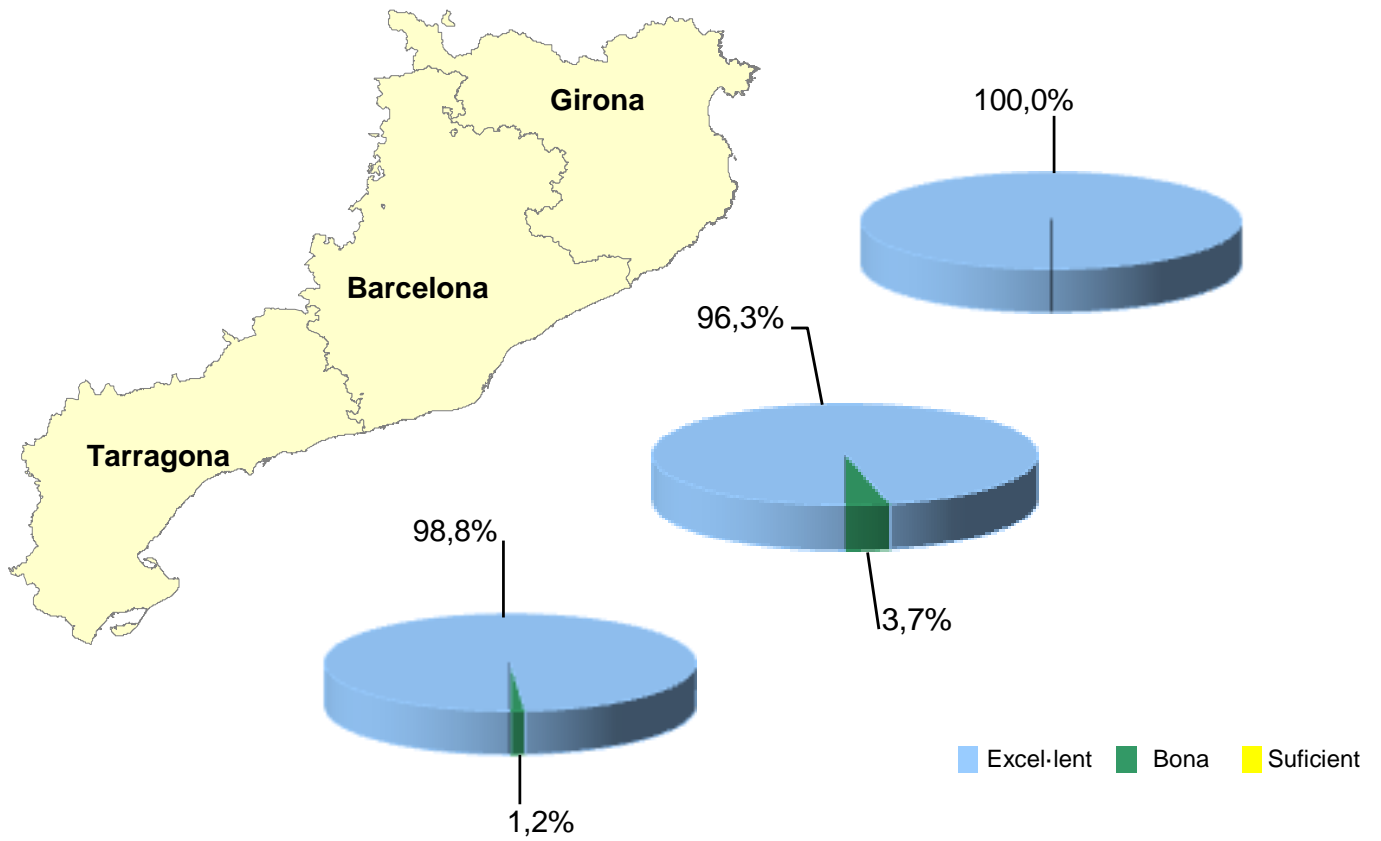 Girona
100,0%
Barcelona
96,3%
Tarragona
98,8%
3,7%
Excel·lent Bona Suficient
1,2%